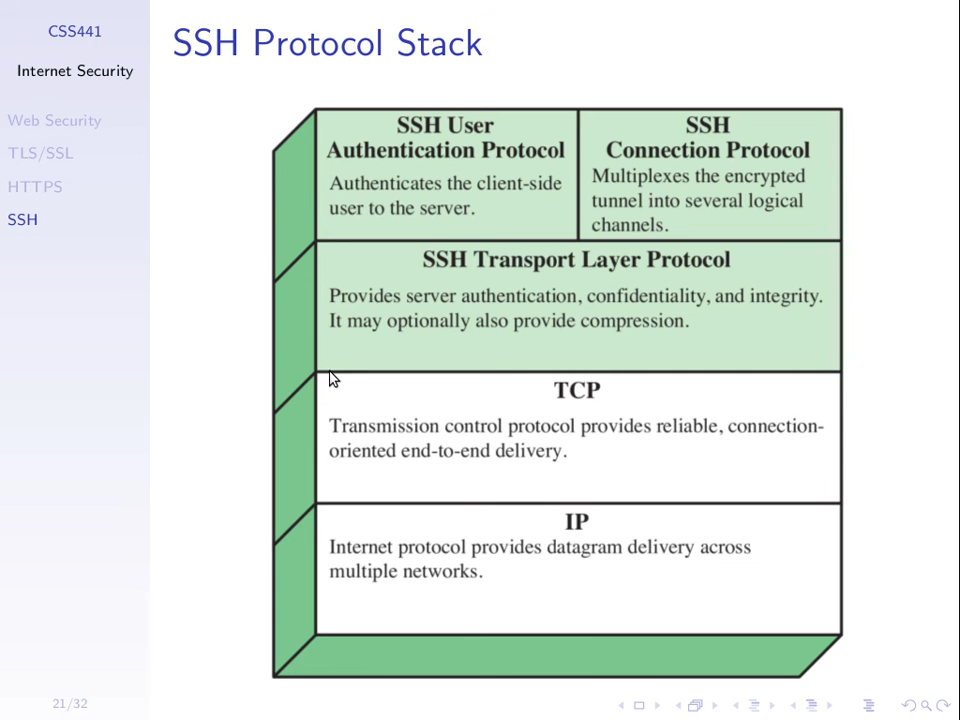 CSS441
Internet Security
Web Security
TLS/SSL
HTTPS
SSH
21/32
SSH Protocol Stack
SSH User
Authentication Protocol
Authenticates the client-side
user to the server.
SSH
Connection Protocol
Multiplexes the encrypted
tunnel into several logical
channels.
SSH Transport Layer Protocol
Provides server authentication, confidentiality, and integrity.
It may optionally also provide compression.
TCP
Transmission control protocol provides reliable, connection-
oriented end-to-end delivery.
IP
Internet protocol provides datagram delivery across
multiple networks.